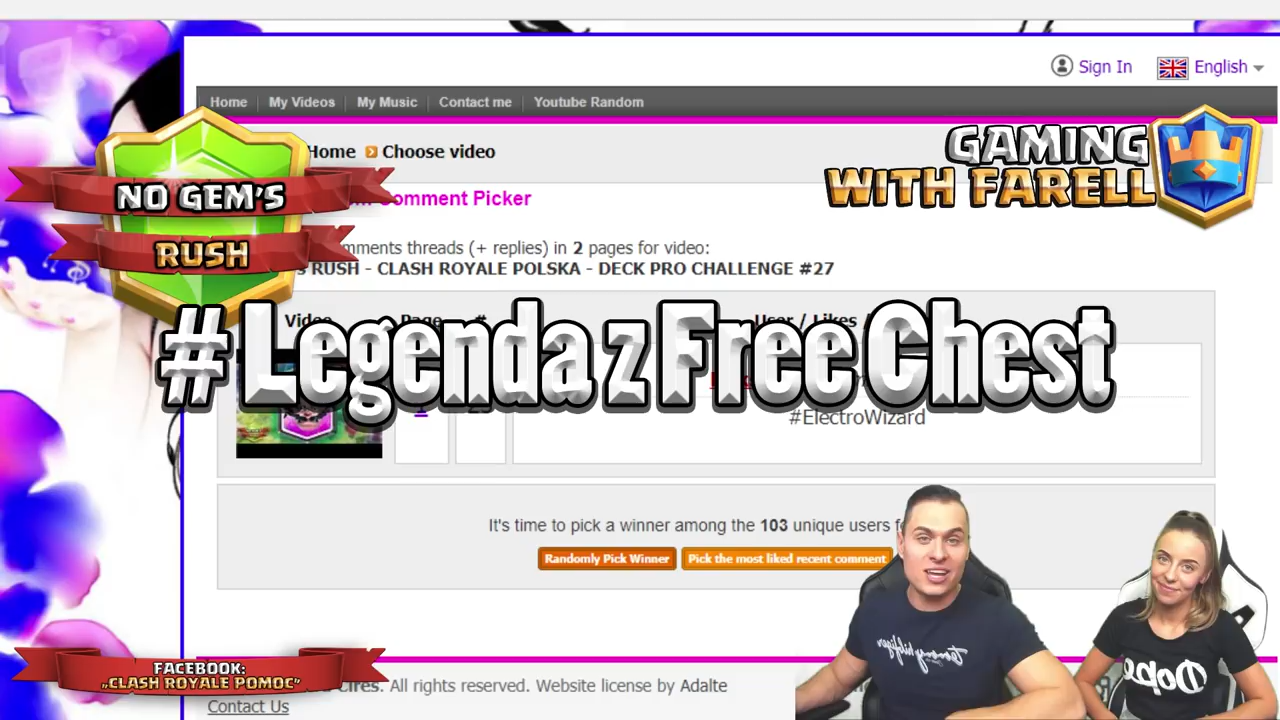 Sign In
English
Home
My Videos
My Music
Contact me
Youtube Random
GAMING
WITH FARELL
Home Choose video
NO GEM'S
RUSH
Comment Picker
threads (+ replies) in 2 pages for video:
RUSH - CLASH ROYALE POLSKA - DECK PRO CHALLENGE #27
Video Page # User / Likes /
# Legenda z Free Chest
#ElectroWizard
It's time to pick a winner among the 103 unique users
Randomly Pick Winner
Pick the most liked recent comment
Dope
FACEBOOK:
„CLASH ROYALE POMOC"
All rights reserved. Website license by Adalte
Contact Us